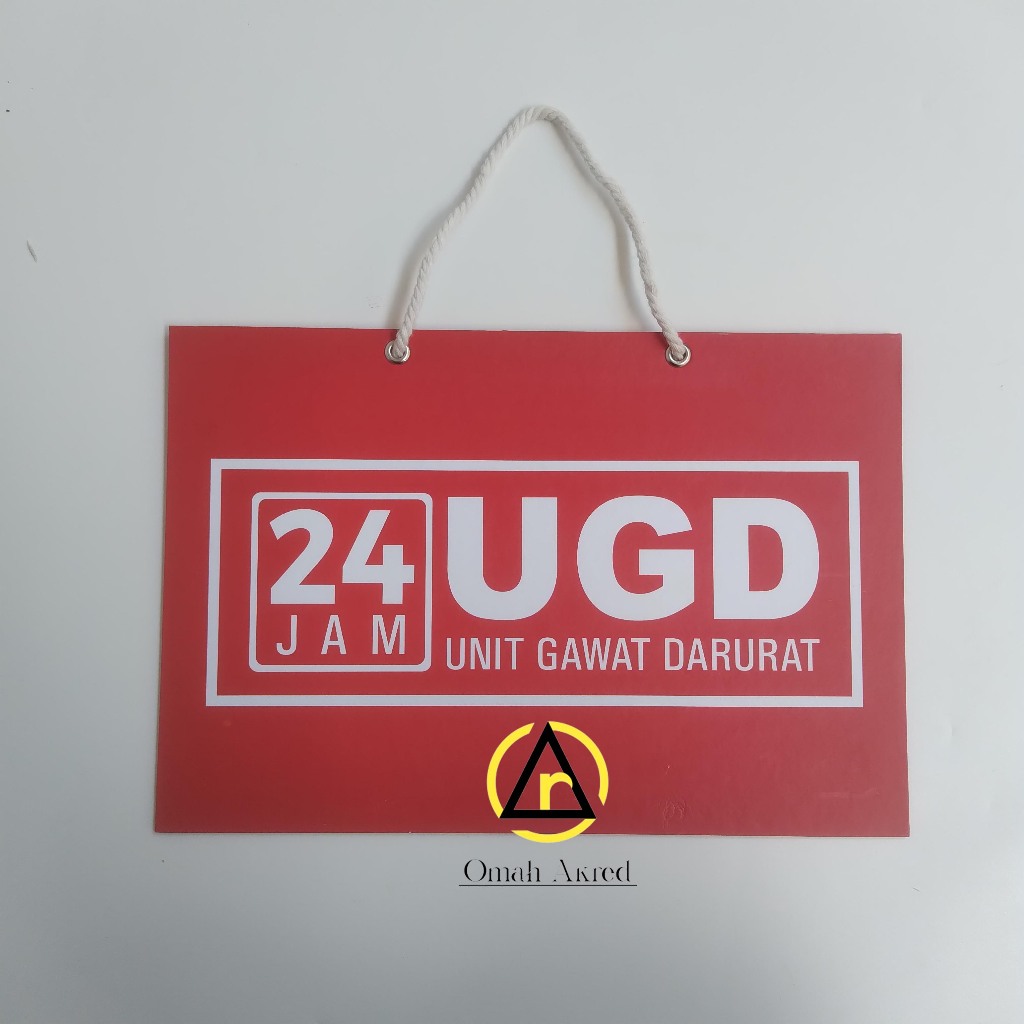 24
JAM
UGD
UNIT GAWAT DARURAT
r
Omah Akred